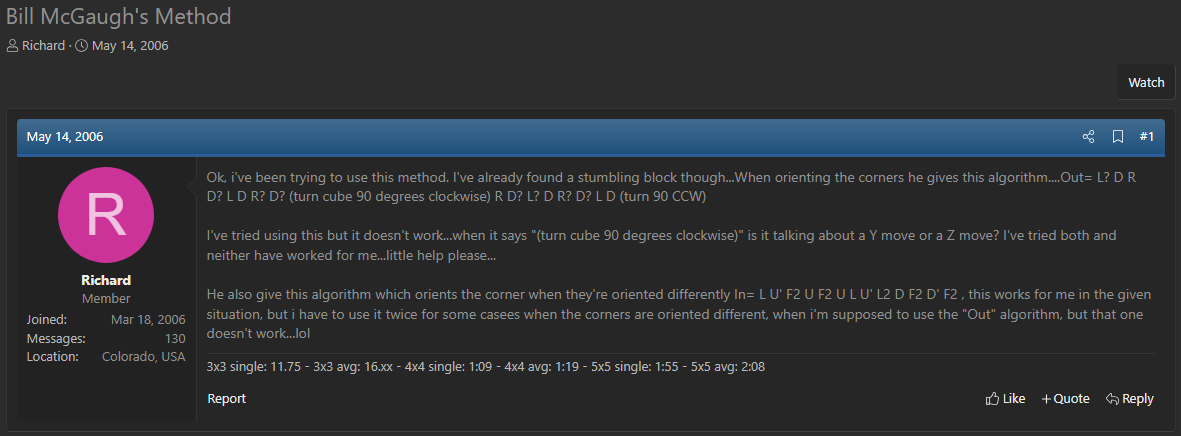 Bill McGaugh's Method
Richard · May 14, 2006
Watch
May 14, 2006
#1
R
Richard
Member
Joined: Mar 18, 2006
Messages: 130
Location: Colorado, USA
Ok, i've been trying to use this method. I've already found a stumbling block though...When orienting the corners he gives this algorithm....Out= L? D R
D? L D R? D? (turn cube 90 degrees clockwise) R D? L? D R? D? L D (turn 90 CCW)
I've tried using this but it doesn't work...when it says "(turn cube 90 degrees clockwise)" is it talking about a Y move or a Z move? I've tried both and
neither have worked for me...little help please...
He also give this algorithm which orients the corner when they're oriented differently In= L U' F2 U F2 U L U' L2 D F2 D' F2 , this works for me in the given
situation, but i have to use it twice for some casees when the corners are oriented different, when i'm supposed to use the "Out" algorithm, but that one
doesn't work...lol
3x3 single: 11.75 - 3x3 avg: 16.xx - 4x4 single: 1:09 - 4x4 avg: 1:19 - 5x5 single: 1:55 - 5x5 avg: 2:08
Report
Like
+Quote
Reply